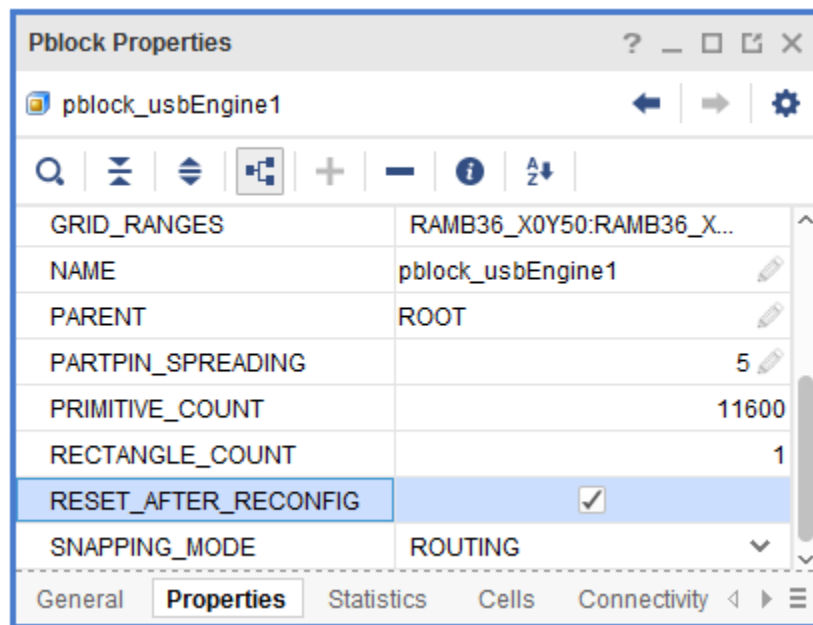 Pblock Properties
pblock_usbEngine1
GRID_RANGES RAMB36_X0Y50:RAMB36_X...
NAME pblock_usbEngine1
PARENT ROOT
PARTPIN_SPREADING 5
PRIMITIVE_COUNT 11600
RECTANGLE_COUNT 1
RESET_AFTER_RECONFIG
SNAPPING_MODE ROUTING
General Properties Statistics Cells Connectivity